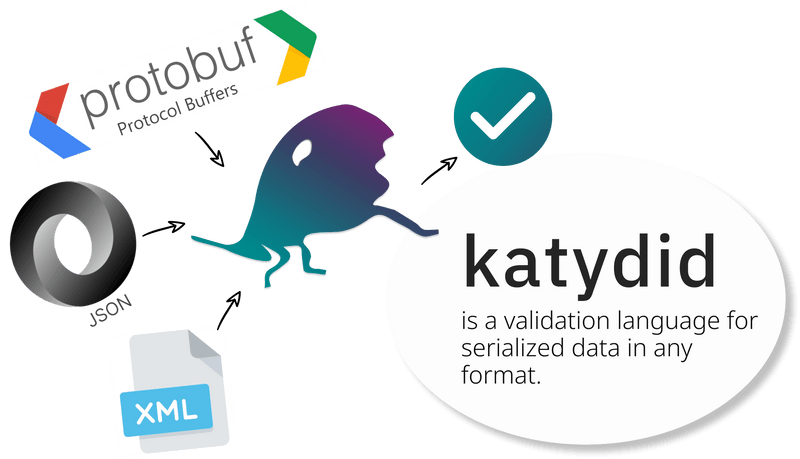 protobuf
Protocol Buffers
JSON
XML
katydid
is a validation language for
serialized data in any
format.